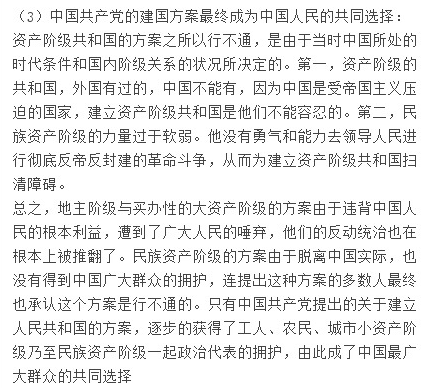 （3）中国共产党的建国方案最终成为中国人民的共同选择：
资产阶级共和国的方案之所以行不通，是由于当时中国所处的
时代条件和国内阶级关系的状况所决定的。第一，资产阶级的
共和国，外国有过的，中国不能有，因为中国是受帝国主义压
迫的国家，建立资产阶级共和国是他们不能容忍的。第二，民
族资产阶级的力量过于软弱。他没有勇气和能力去领导人民进
行彻底反帝反封建的革命斗争，从而为建立资产阶级共和国扫
清障碍。
总之，地主阶级与买办性的大资产阶级的方案由于违背中国人
民的根本利益，遭到了广大人民的唾弃，他们的反动统治也在
根本上被推翻了。民族资产阶级的方案由于脱离中国实际，也
没有得到中国广大群众的拥护，连提出这种方案的多数人最终
也承认这个方案是行不通的。只有中国共产党提出的关于建立
人民共和国的方案，逐步的获得了工人、农民、城市小资产阶
级乃至民族资产阶级一起政治代表的拥护，由此成了中国最广
大群众的共同选择